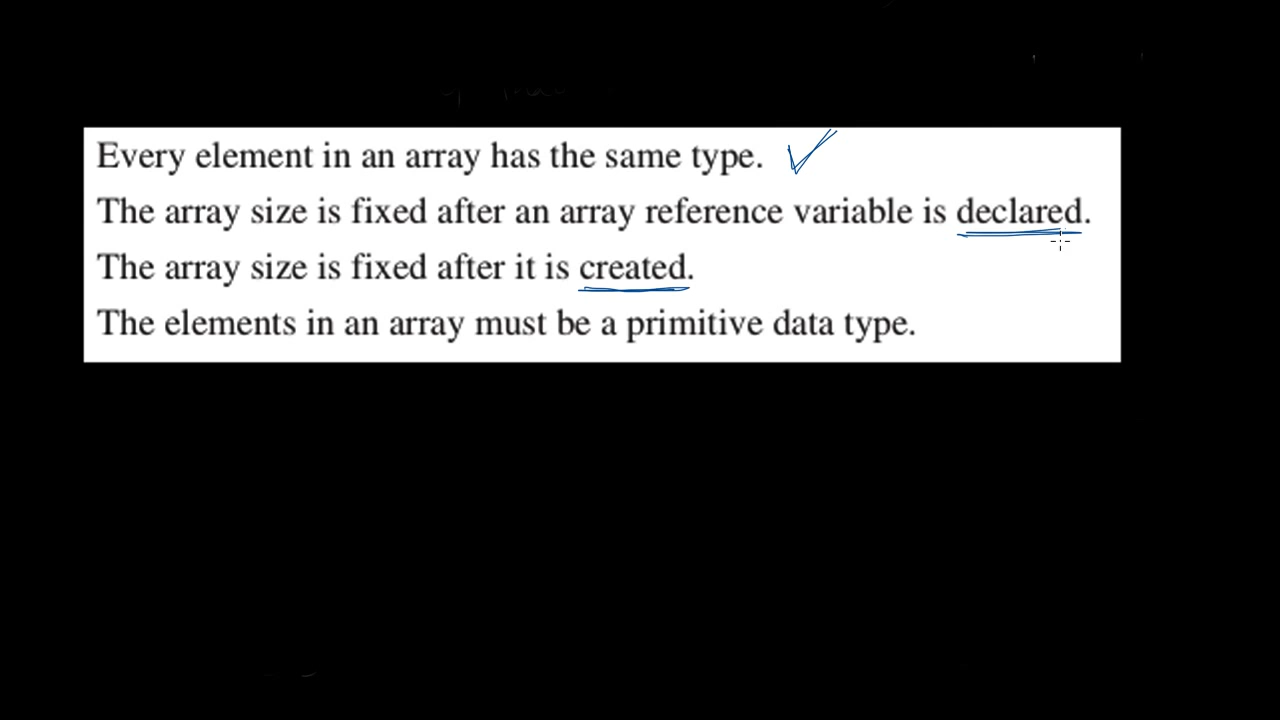 Every element in an array has the same type.
The array size is fixed after an array reference variable is declared.
The array size is fixed after it is created.
The elements in an array must be a primitive data type.